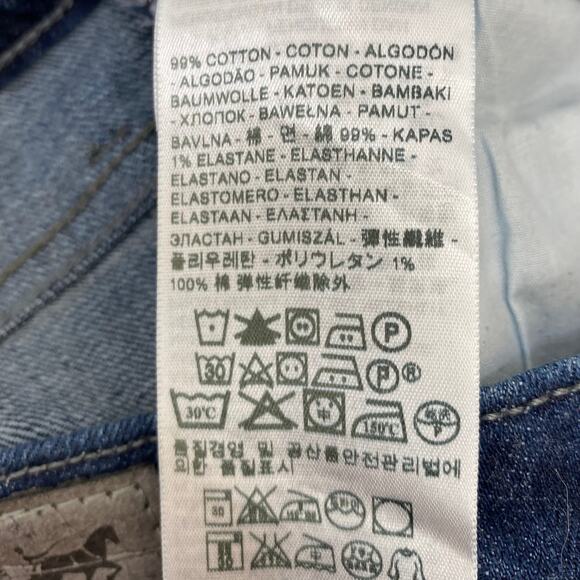 99% COTTON - COTON - ALGODÓN
- ALGODÃO - PAMUK - COTONE -
BAUMWOLLE - KATOEN - BAMBAKI
- ХЛОПОК - BAWEŁNA - PAMUT -
BAVLNA - 棉 - 면 - 綿 99% - KAPAS
1% ELASTANE - ELASTHANNE -
ELASTANO - ELASTAN -
ELASTOMERO - ELASTHAN -
ELASTAAN - ΕΛΑΣΤΑΝΗ -
ЭЛАСТАН - GUMISZÁL - 彈性纖維 -
폴리우레탄 - ポリウレタン 1%
100% 棉 弹性纤维除外
P
30 P ®
30℃ 中 150℃
품질경영 및 공산품안전관리법에
의한 품질표시
30